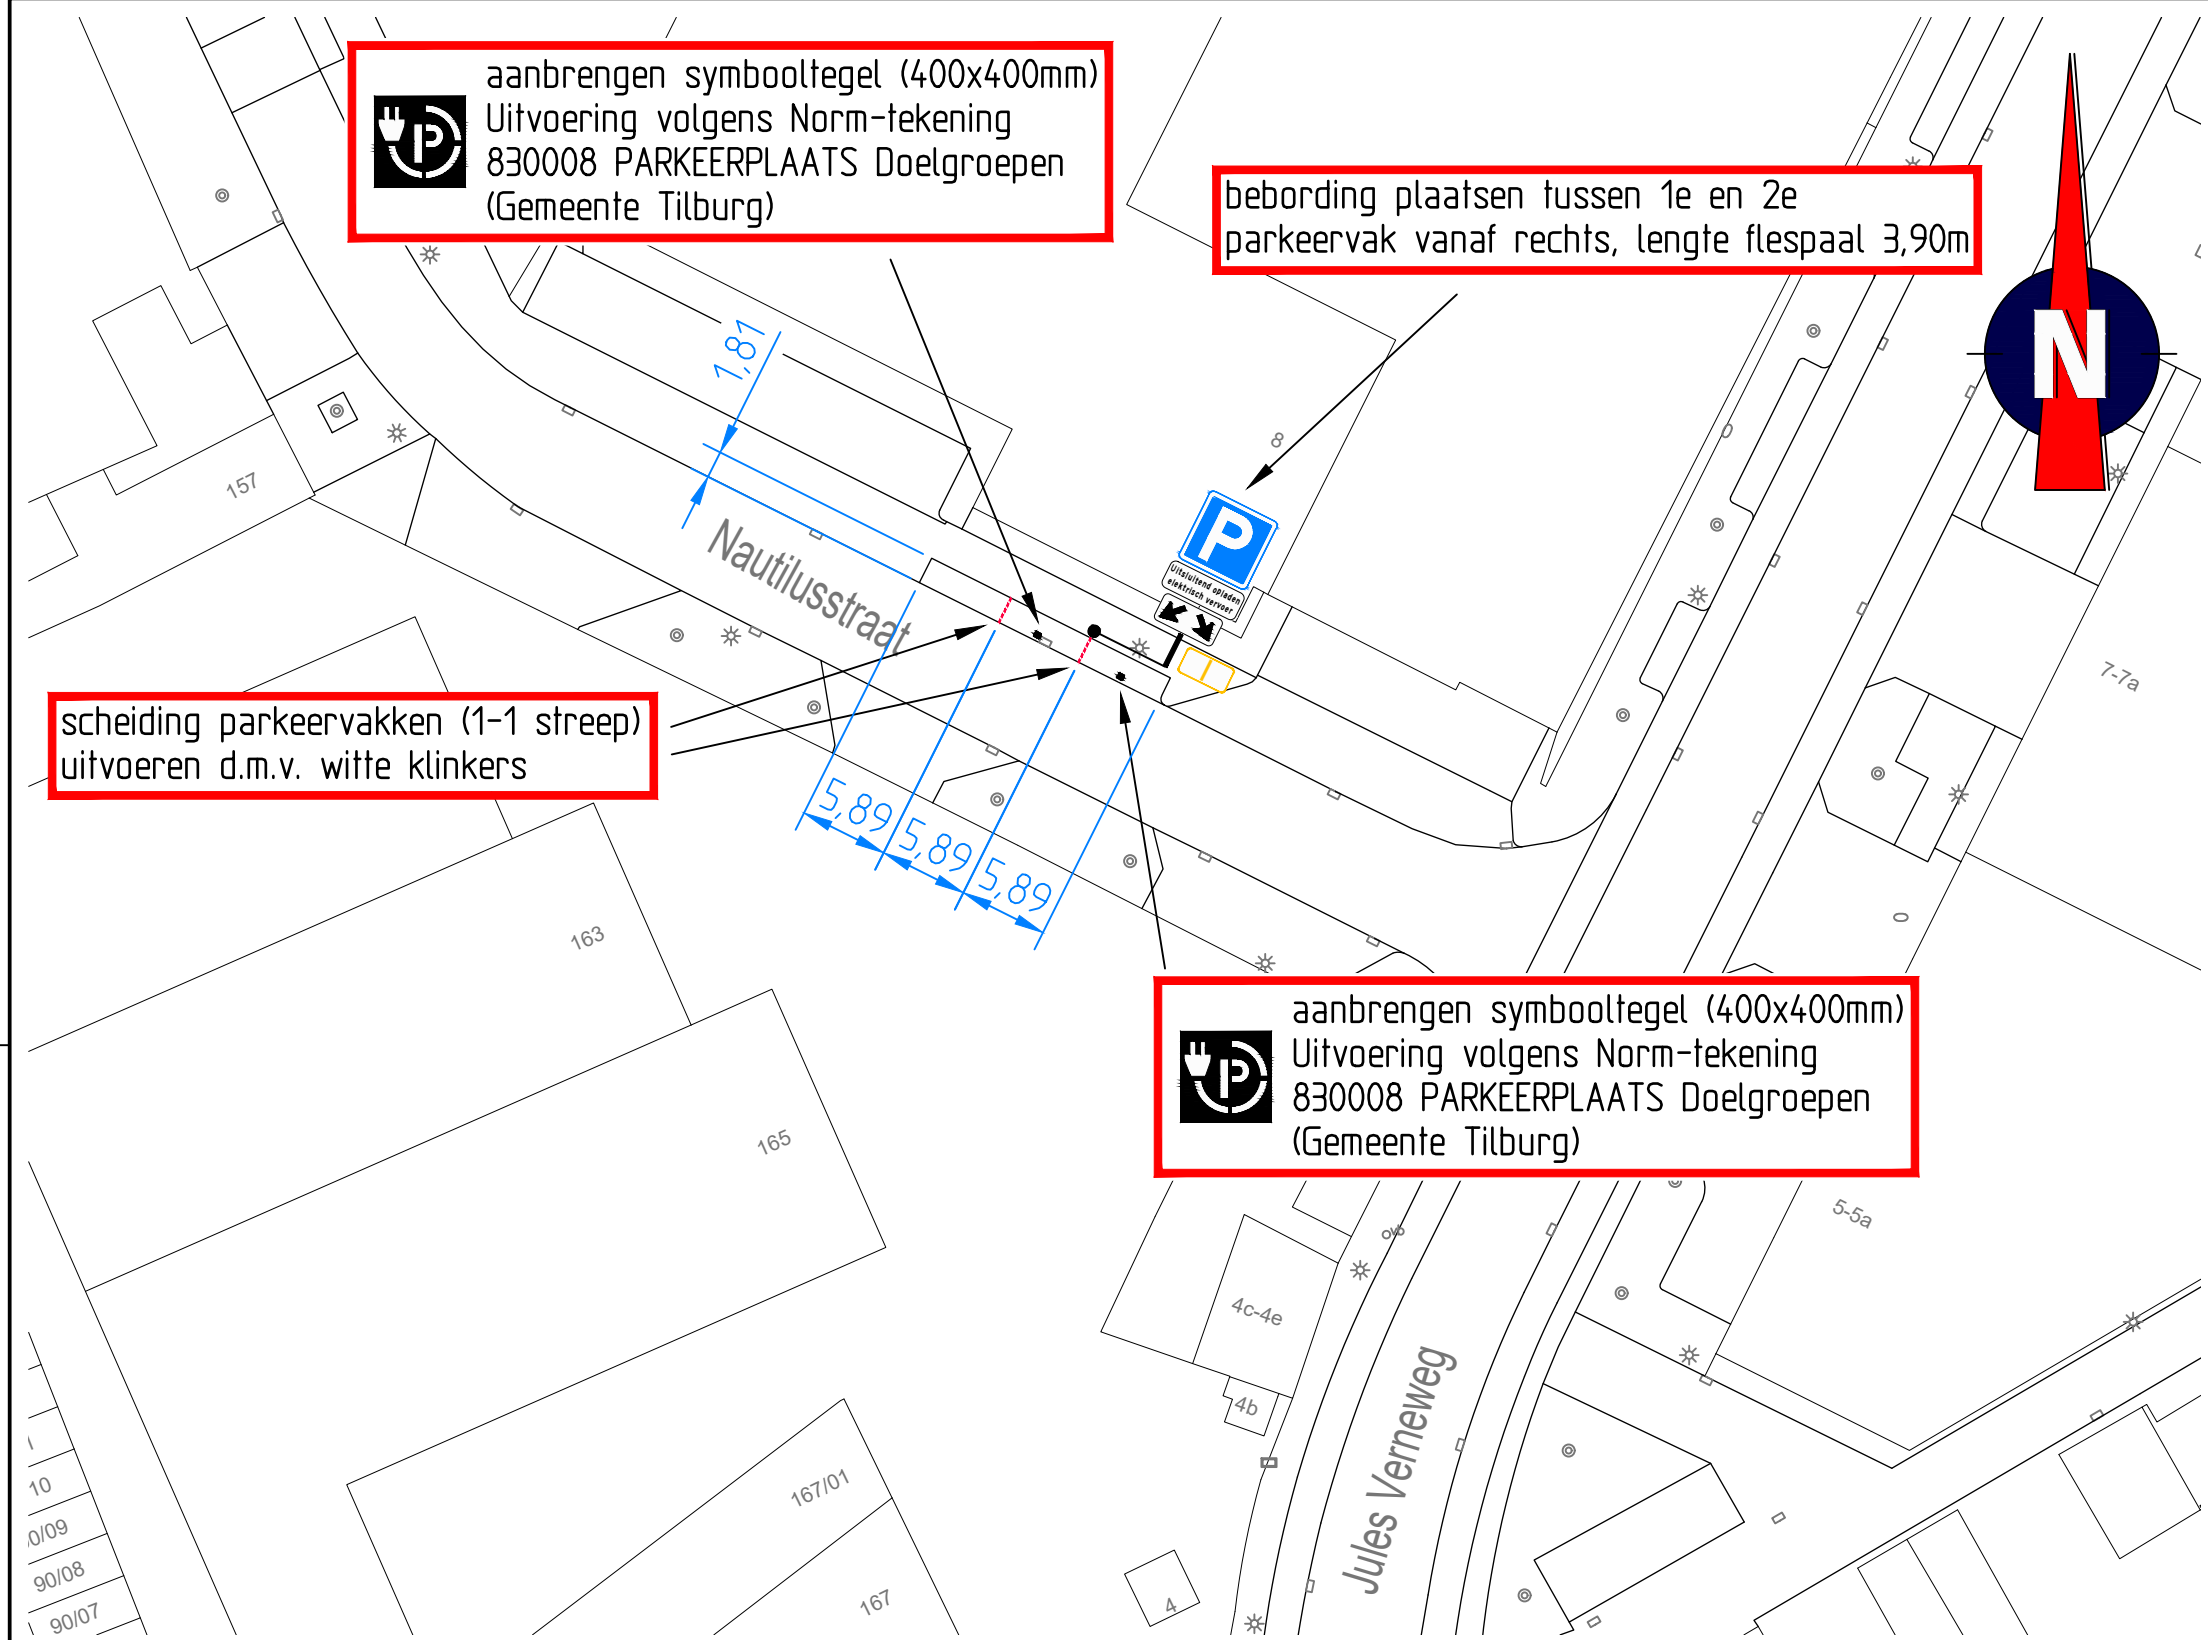 aanbrengen symbooltegel (400x400mm)
Uitvoering volgens Norm-tekening
830008 PARKEERPLAATS Doelgroepen
(Gemeente Tilburg)
P
bebording plaatsen tussen 1e en 2e
parkeervak vanaf rechts, lengte flespaal 3,90m
N
1,81
8
0
157
P
Uitsluitend opladen
elektrisch vervoer
Nautilusstraat
7-7a
scheiding parkeervakken (1-1 streep)
uitvoeren d.m.v. witte klinkers
5,89
5,89
5,89
0
163
aanbrengen symbooltegel (400x400mm)
Uitvoering volgens Norm-tekening
830008 PARKEERPLAATS Doelgroepen
(Gemeente Tilburg)
P
165
5-5a
4c-4e
4b
Jules Verneweg
10
0/09
90/08
90/07
167/01
167
4